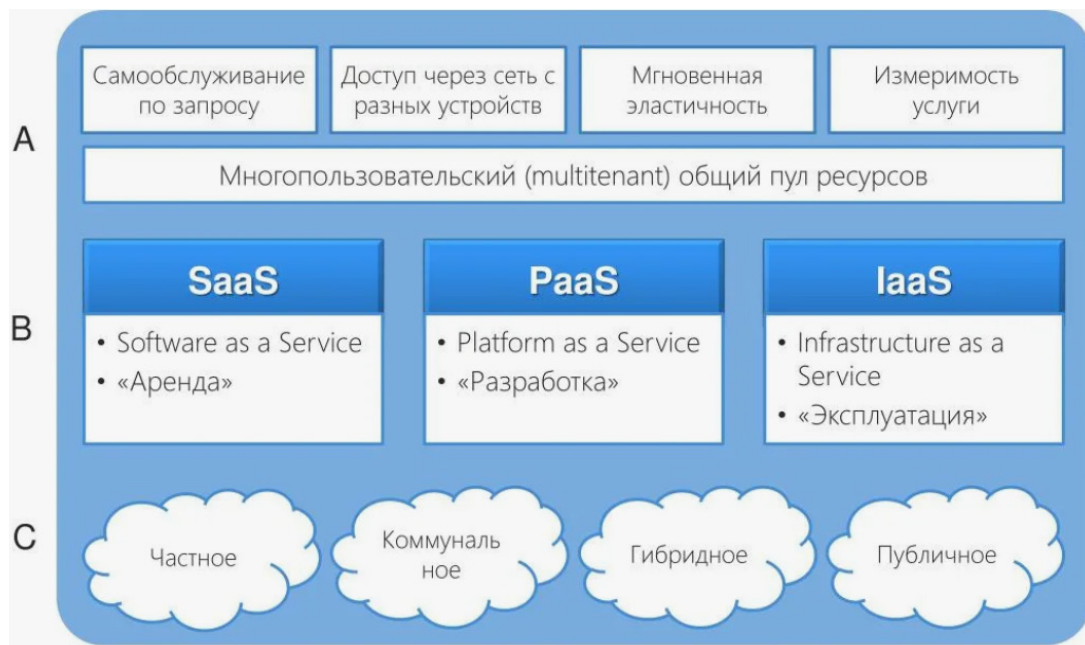 Самообслуживание
по запросу
Доступ через сеть с
разных устройств
Мгновенная
эластичность
Измеримость
услуги
A
Многопользовательский (multitenant) общий пул ресурсов
SaaS
• Software as a Service
• «Аренда»
PaaS
• Platform as a Service
• «Разработка»
IaaS
• Infrastructure as a
Service
• «Эксплуатация»
B
C
Частное
Коммуналь
ное
Гибридное
Публичное